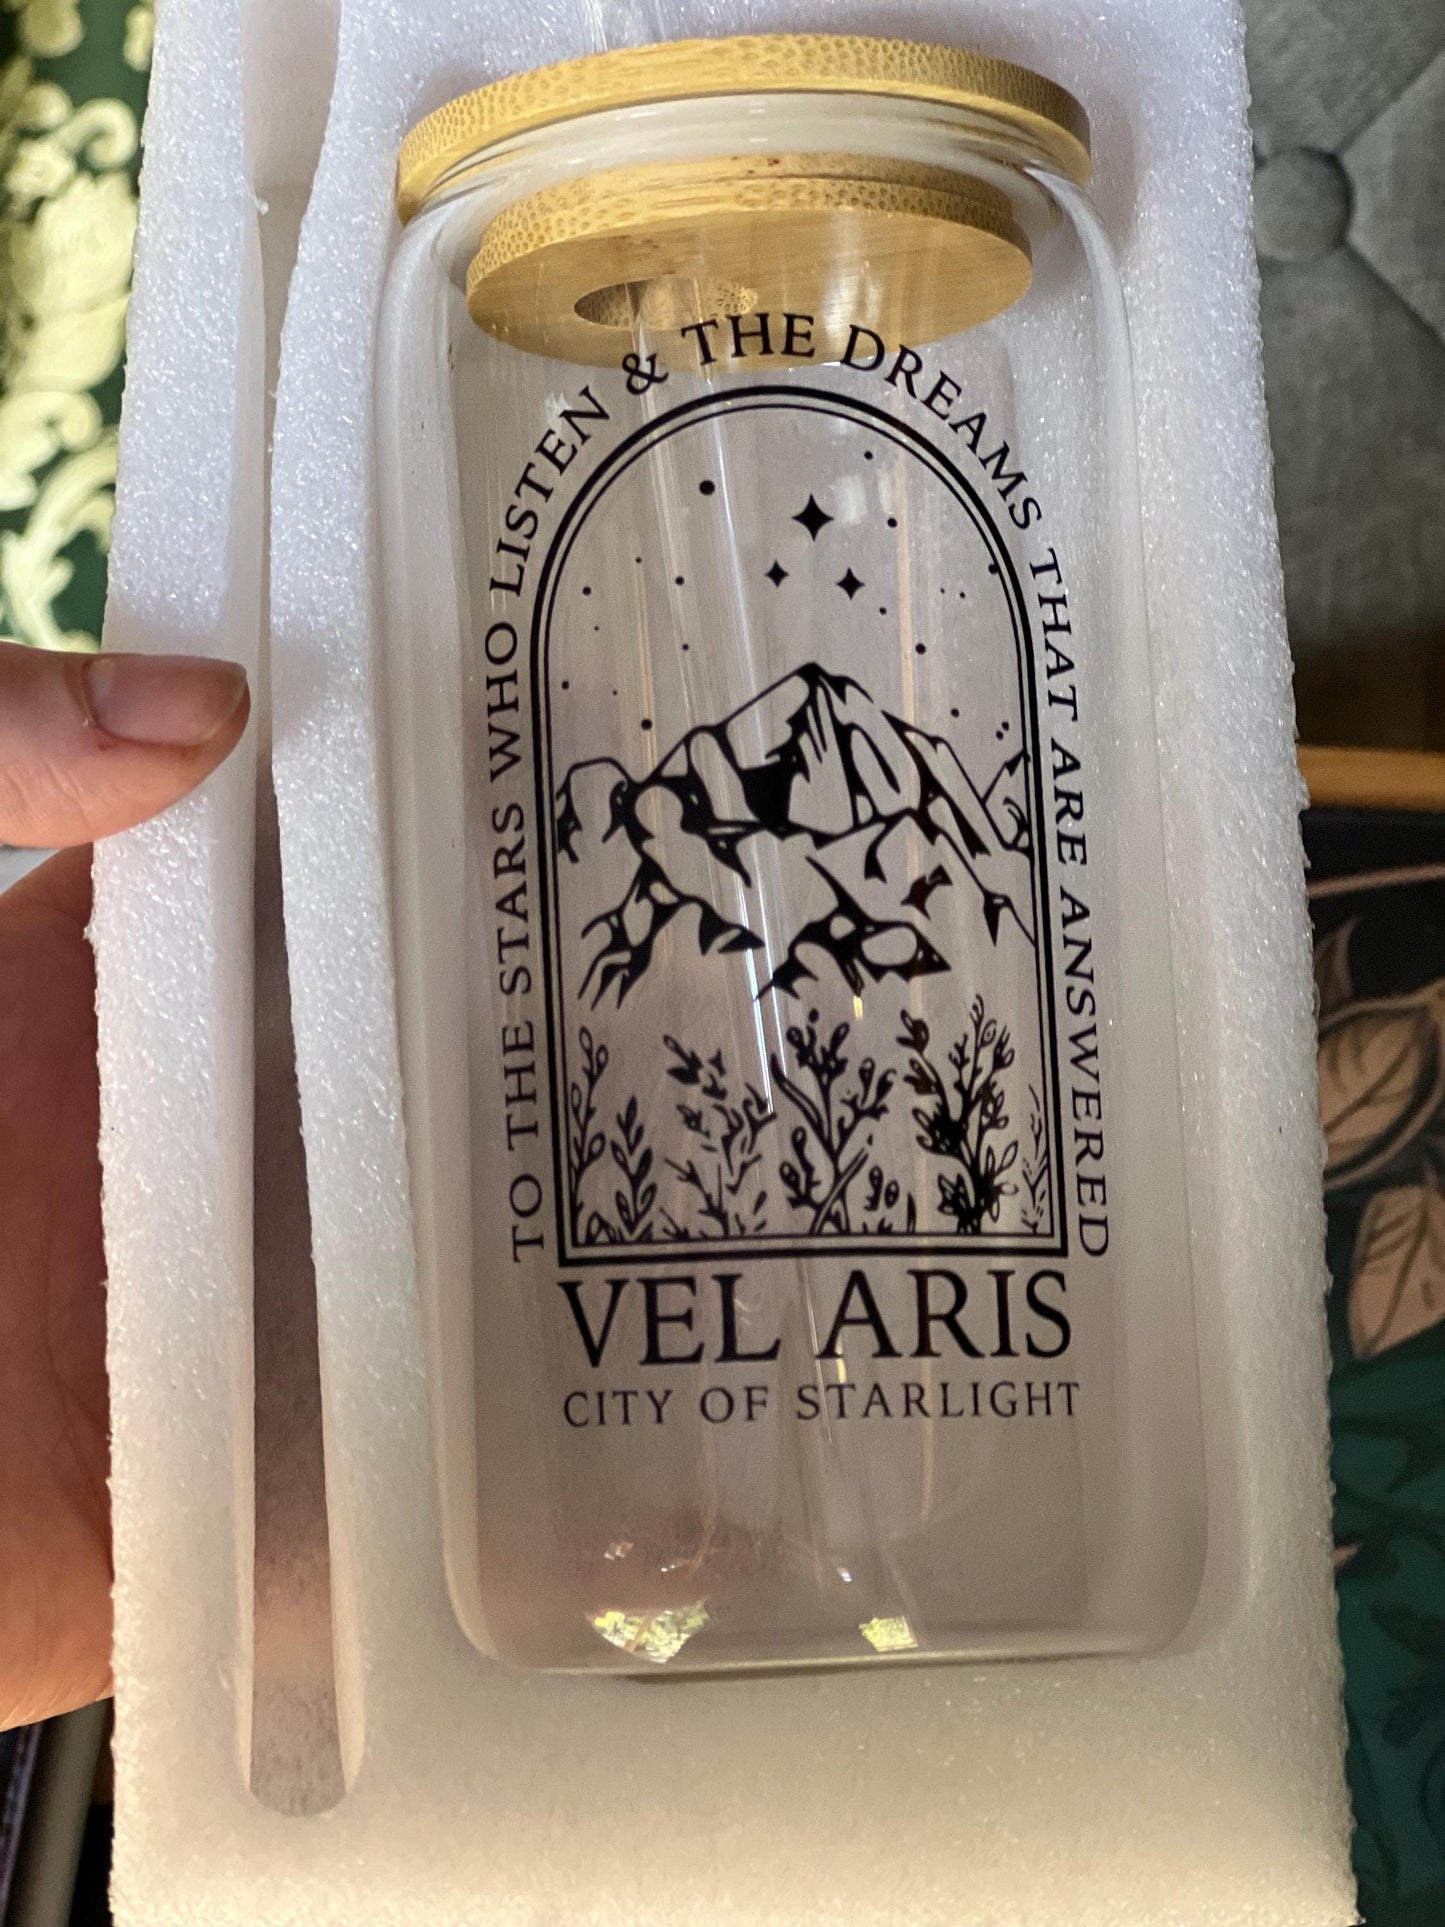 TO THE STARS WHO LISTEN & THE DREAMS THAT ARE ANSWERED
VEL ARIS
CITY OF STARLIGHT